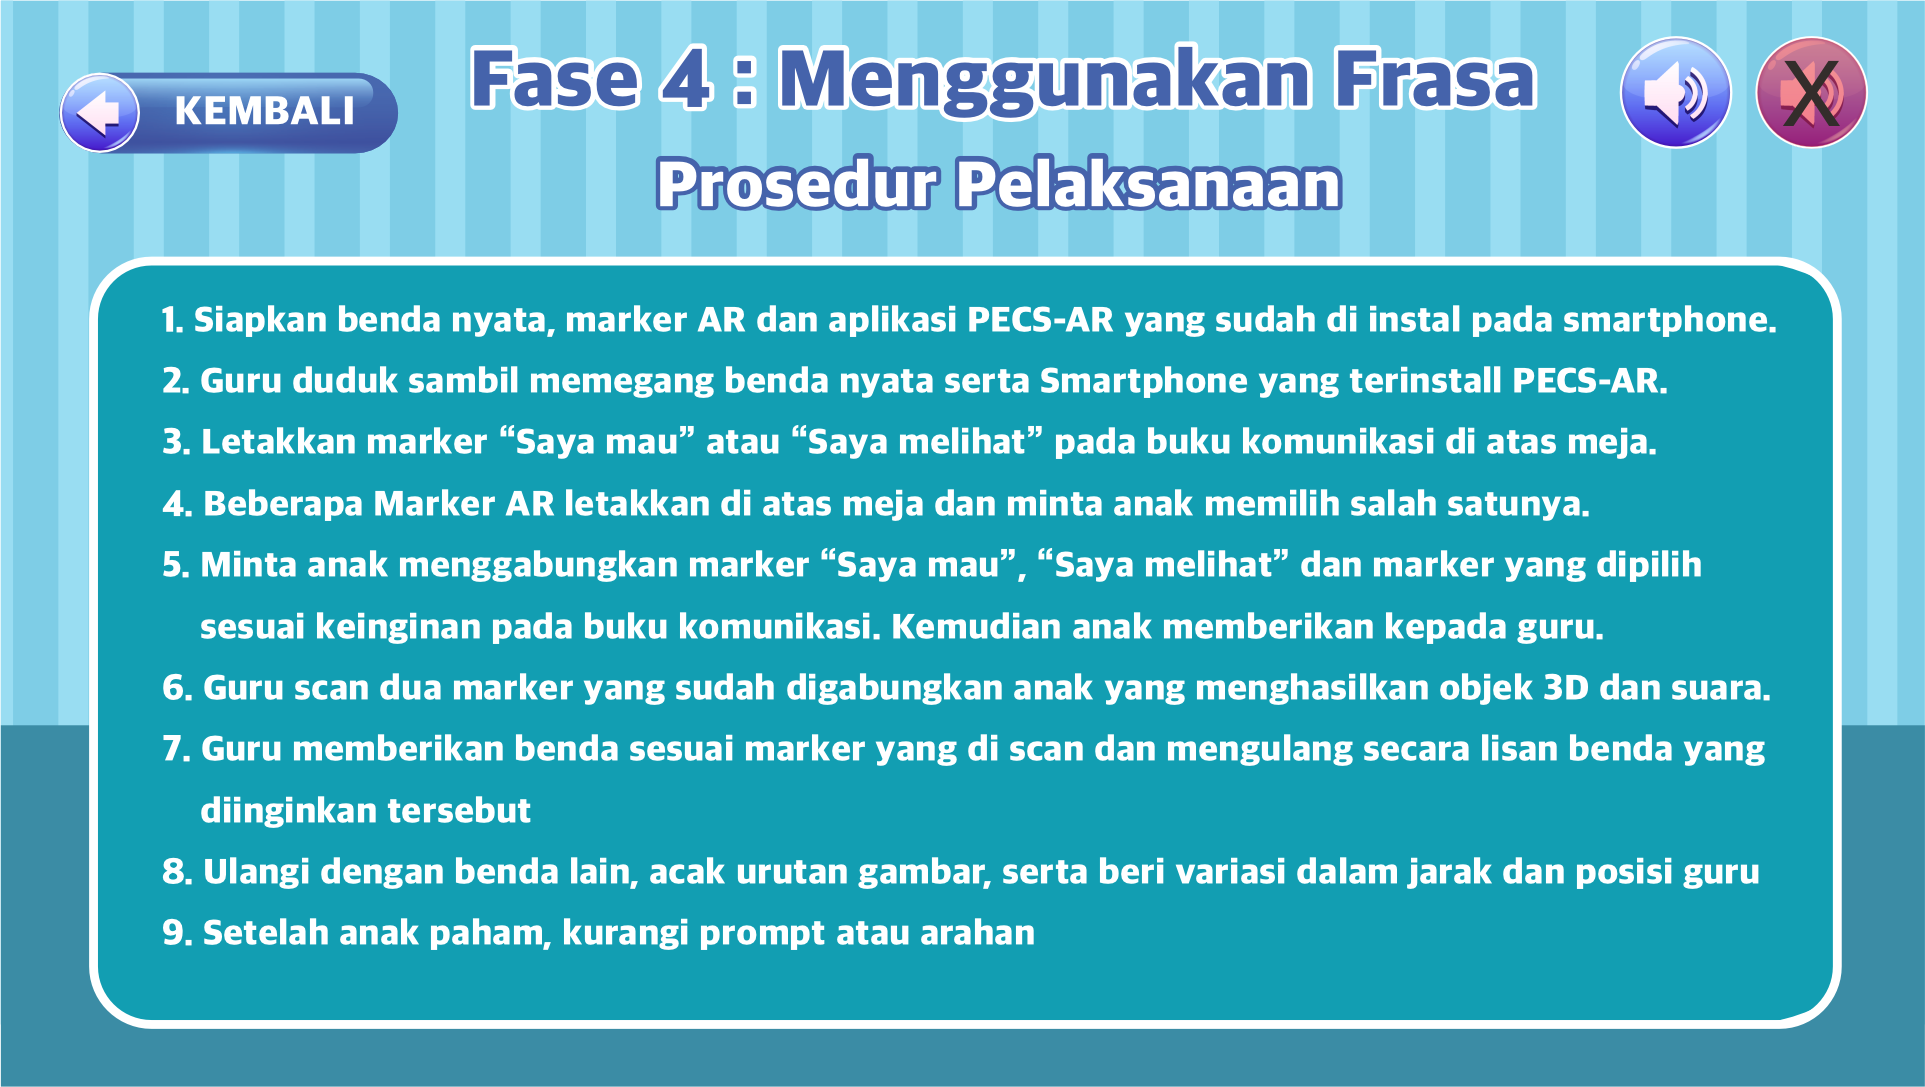 Fase 4 : Menggunakan Frasa
KEMBALI
X
Prosedur Pelaksanaan
1. Siapkan benda nyata, marker AR dan aplikasi PECS-AR yang sudah di instal pada smartphone.
2. Guru duduk sambil memegang benda nyata serta Smartphone yang terinstall PECS-AR.
3. Letakkan marker “Saya mau” atau “Saya melihat” pada buku komunikasi di atas meja.
4. Beberapa Marker AR letakkan di atas meja dan minta anak memilih salah satunya.
5. Minta anak menggabungkan marker “Saya mau”, “Saya melihat” dan marker yang dipilih
sesuai keinginan pada buku komunikasi. Kemudian anak memberikan kepada guru.
6. Guru scan dua marker yang sudah digabungkan anak yang menghasilkan objek 3D dan suara.
7. Guru memberikan benda sesuai marker yang di scan dan mengulang secara lisan benda yang
diinginkan tersebut
8. Ulangi dengan benda lain, acak urutan gambar, serta beri variasi dalam jarak dan posisi guru
9. Setelah anak paham, kurangi prompt atau arahan